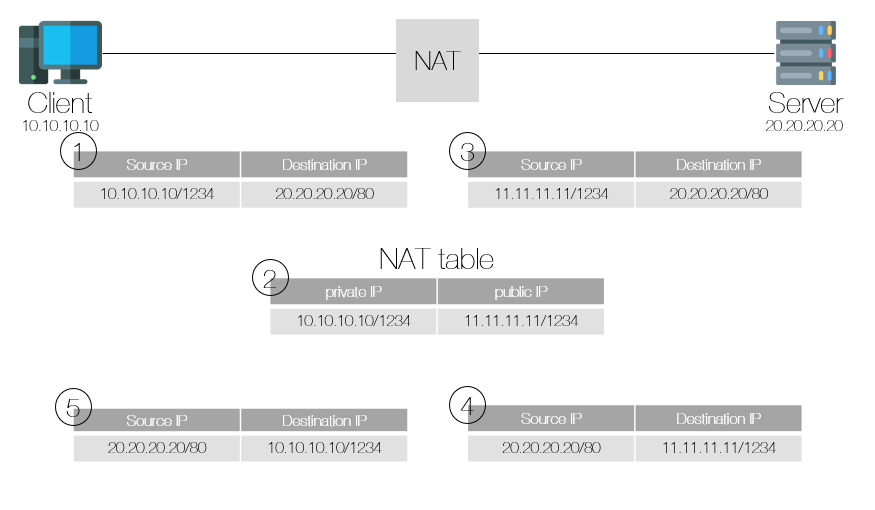 NAT
Client
10.10.10.10
Server
20.20.20.20
1
Source IP Destination IP
10.10.10.10/1234 20.20.20.20/80
3
Source IP Destination IP
11.11.11.11/1234 20.20.20.20/80
NAT table
2
private IP public IP
10.10.10.10/1234 11.11.11.11/1234
5
Source IP Destination IP
20.20.20.20/80 10.10.10.10/1234
4
Source IP Destination IP
20.20.20.20/80 11.11.11.11/1234